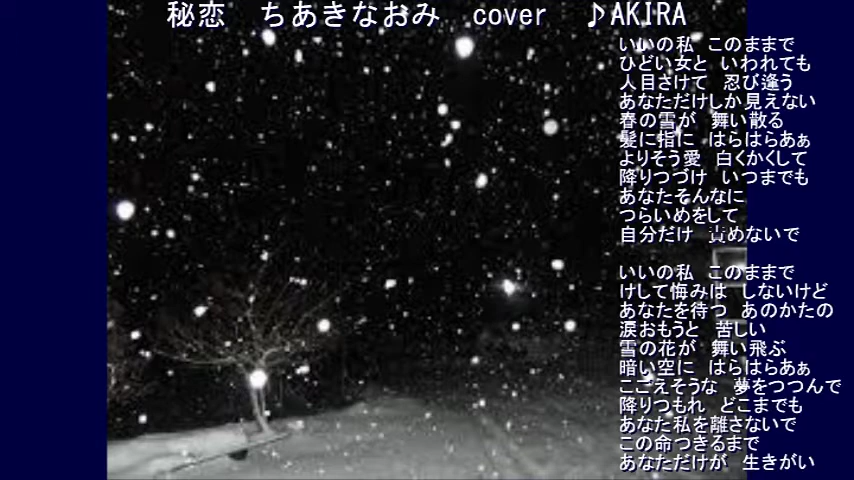 秘恋　ちあきなおみ　cover　♪AKIRA
いいの私　このままで
ひどい女と　いわれても
人目さけて　忍び逢う
あなただけしか見えない
春の雪が　舞い散る
髪に指に　はらはらあぁ
よりそう愛　白くかくして
降りつづけ　いつまでも
あなたそんなに
つらいめをして
自分だけ　責めないで
いいの私　このままで
けして悔みは　しないけど
あなたを待つ　あのかたの
涙おもうと　苦しい
雪の花が　舞い飛ぶ
暗い空に　はらはらあぁ
こごえそうな　夢をつつんで
降りつもれ　どこまでも
あなた私を離さないで
この命つきるまで
あなただけが　生きがい